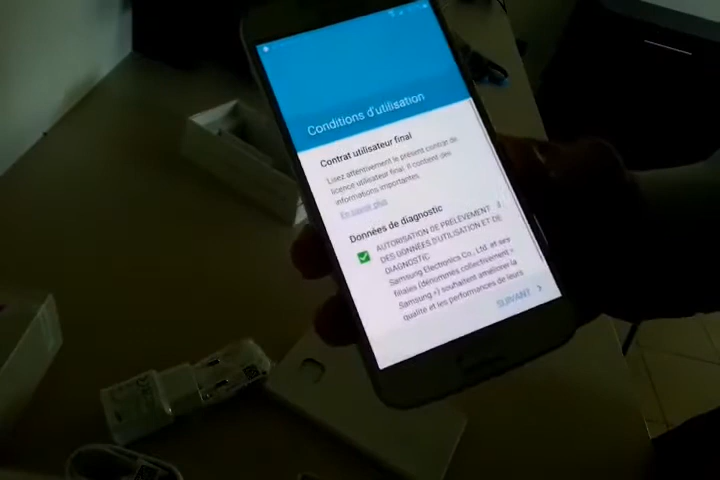 Conditions d'utilisation
Contrat utilisateur final
Lisez attentivement le présent contrat de
licence utilisateur final. Il contient des
informations importantes.
En savoir plus
Données de diagnostic
AUTORISATION DE PRÉLÈVEMENT
DES DONNÉES D'UTILISATION ET DE
DIAGNOSTIC
Samsung Electronics Co., Ltd. et ses
filiales (dénommés collectivement «
Samsung ») souhaitent améliorer la
qualité et les performances de leurs
SUIVANT >